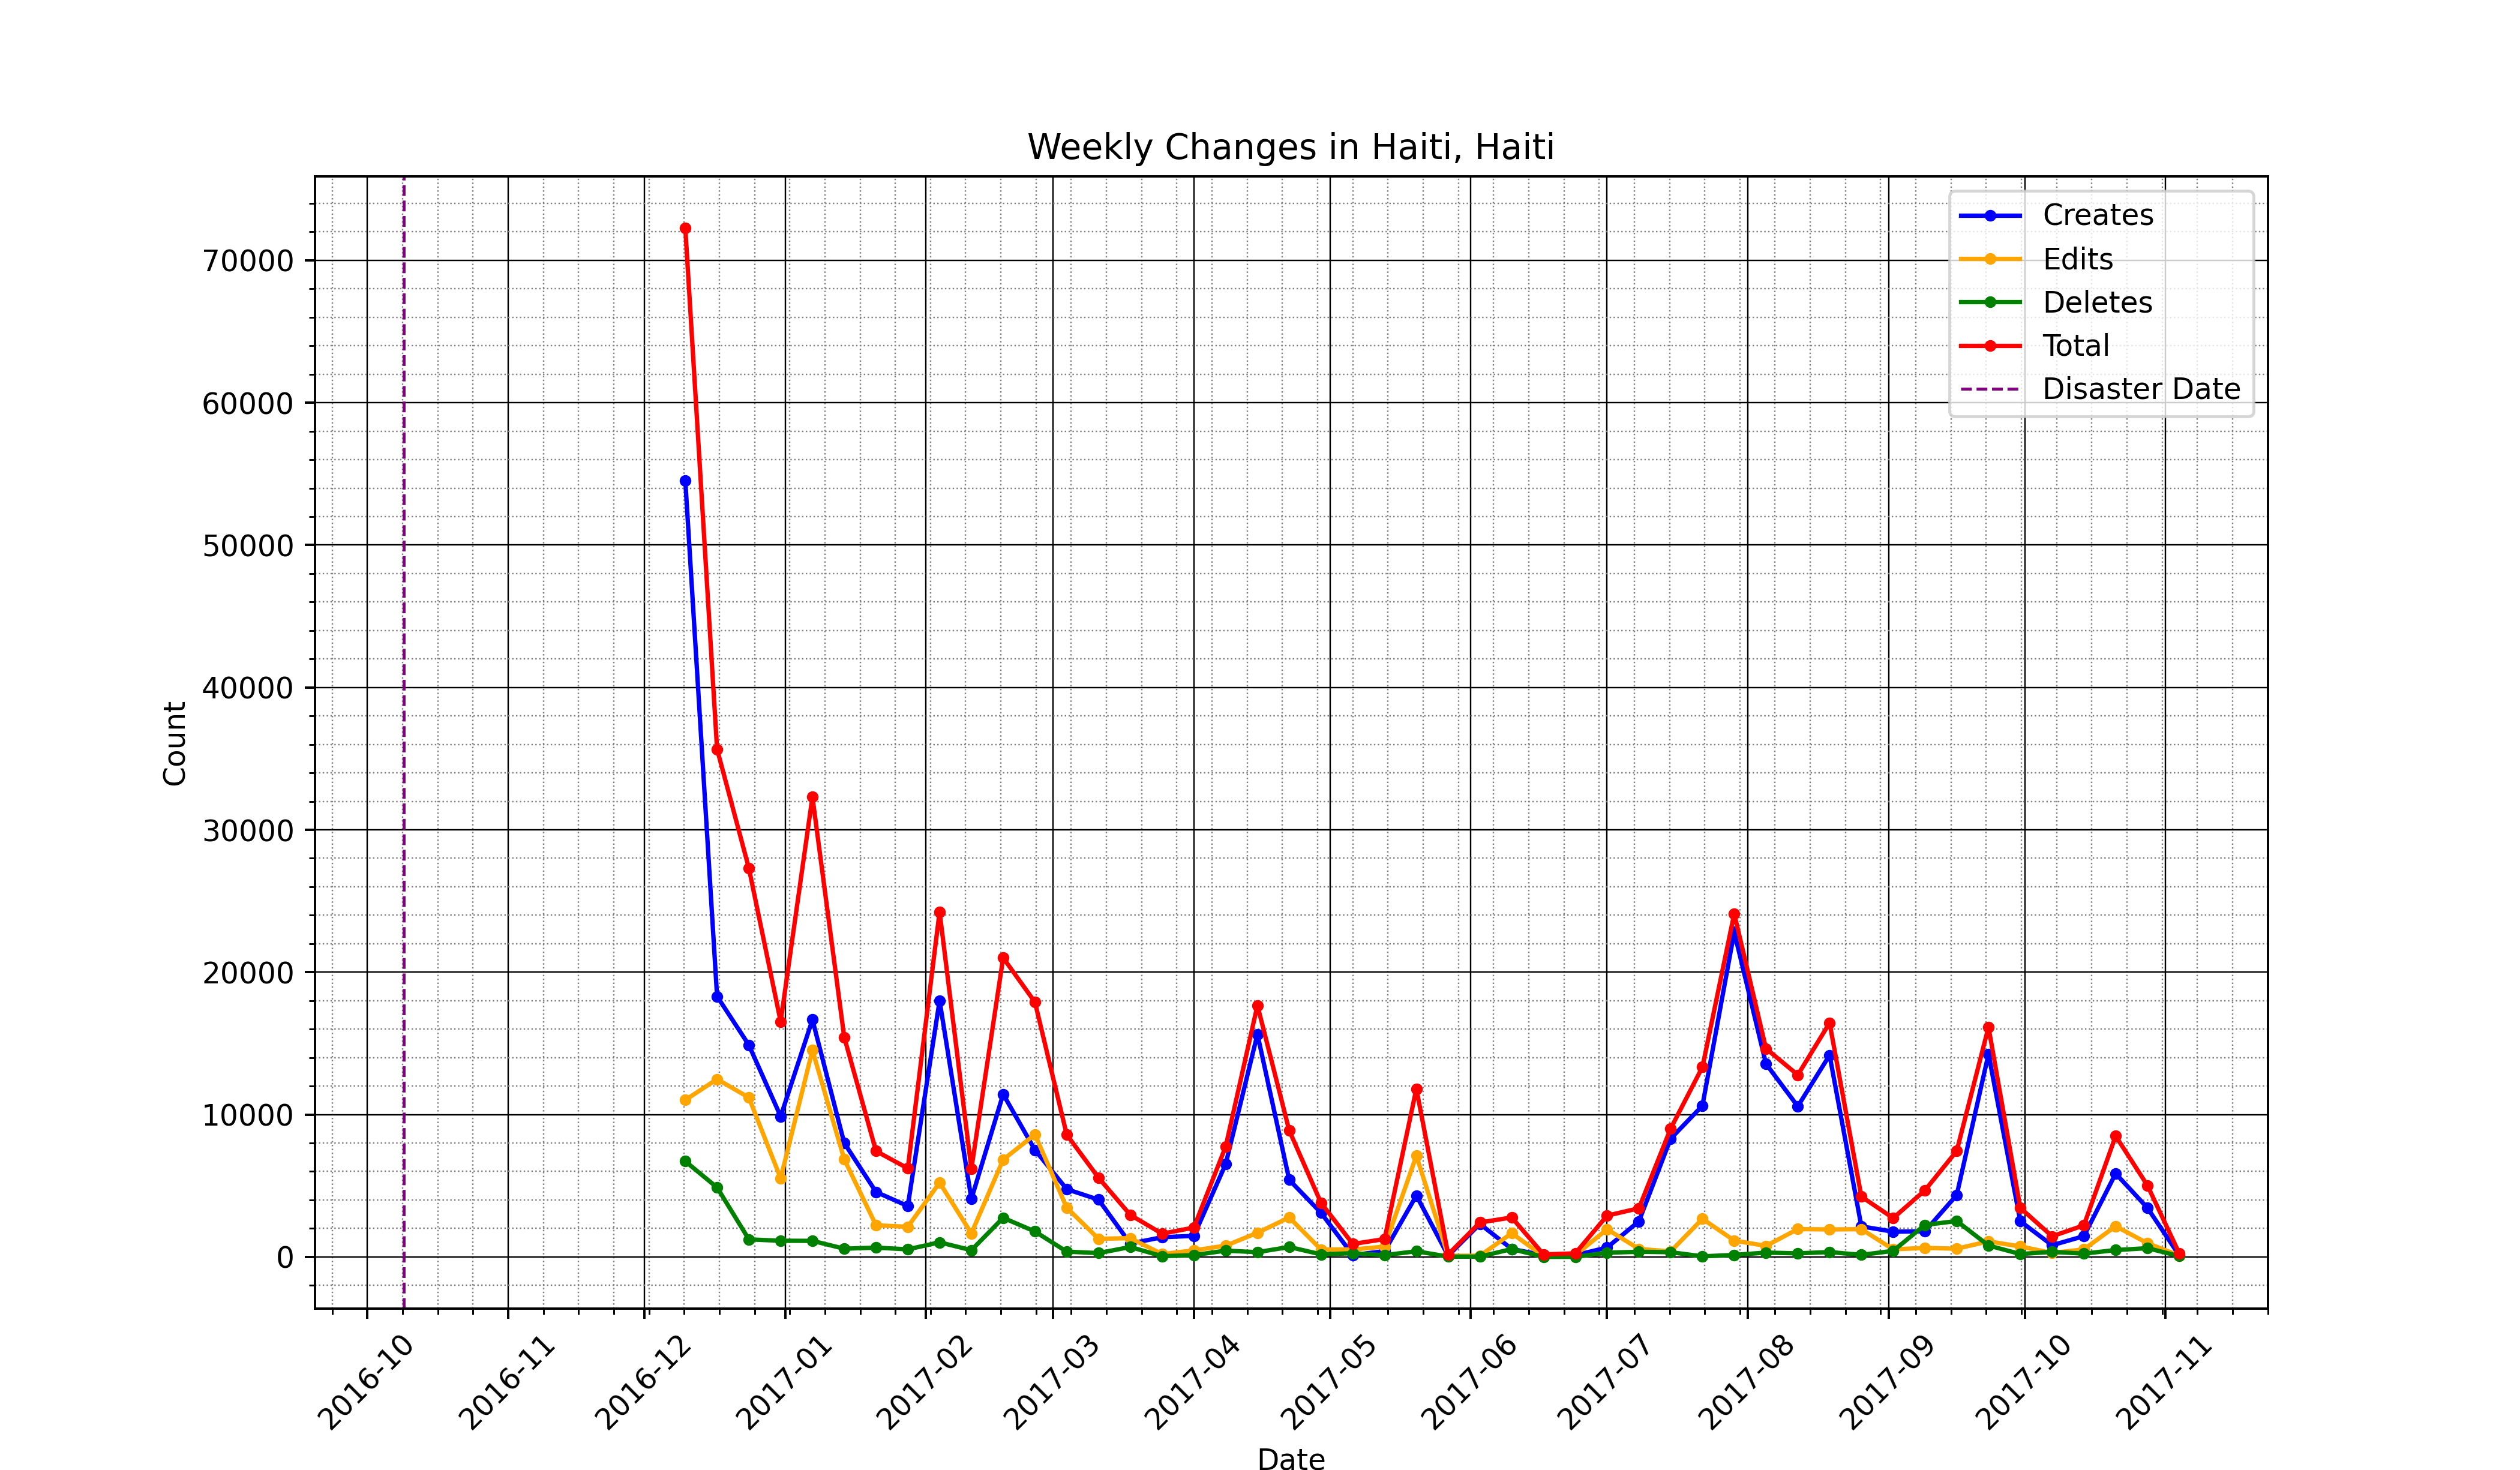 Weekly Changes in Haiti, Haiti
Creates
Edits
Deletes
Total
Disaster Date
70000
60000
50000
40000
30000
20000
10000
0
Count
2016-10
2016-11
2016-12
2017-01
2017-02
2017-03
2017-04
2017-05
2017-06
2017-07
2017-08
2017-09
2017-10
2017-11
Date